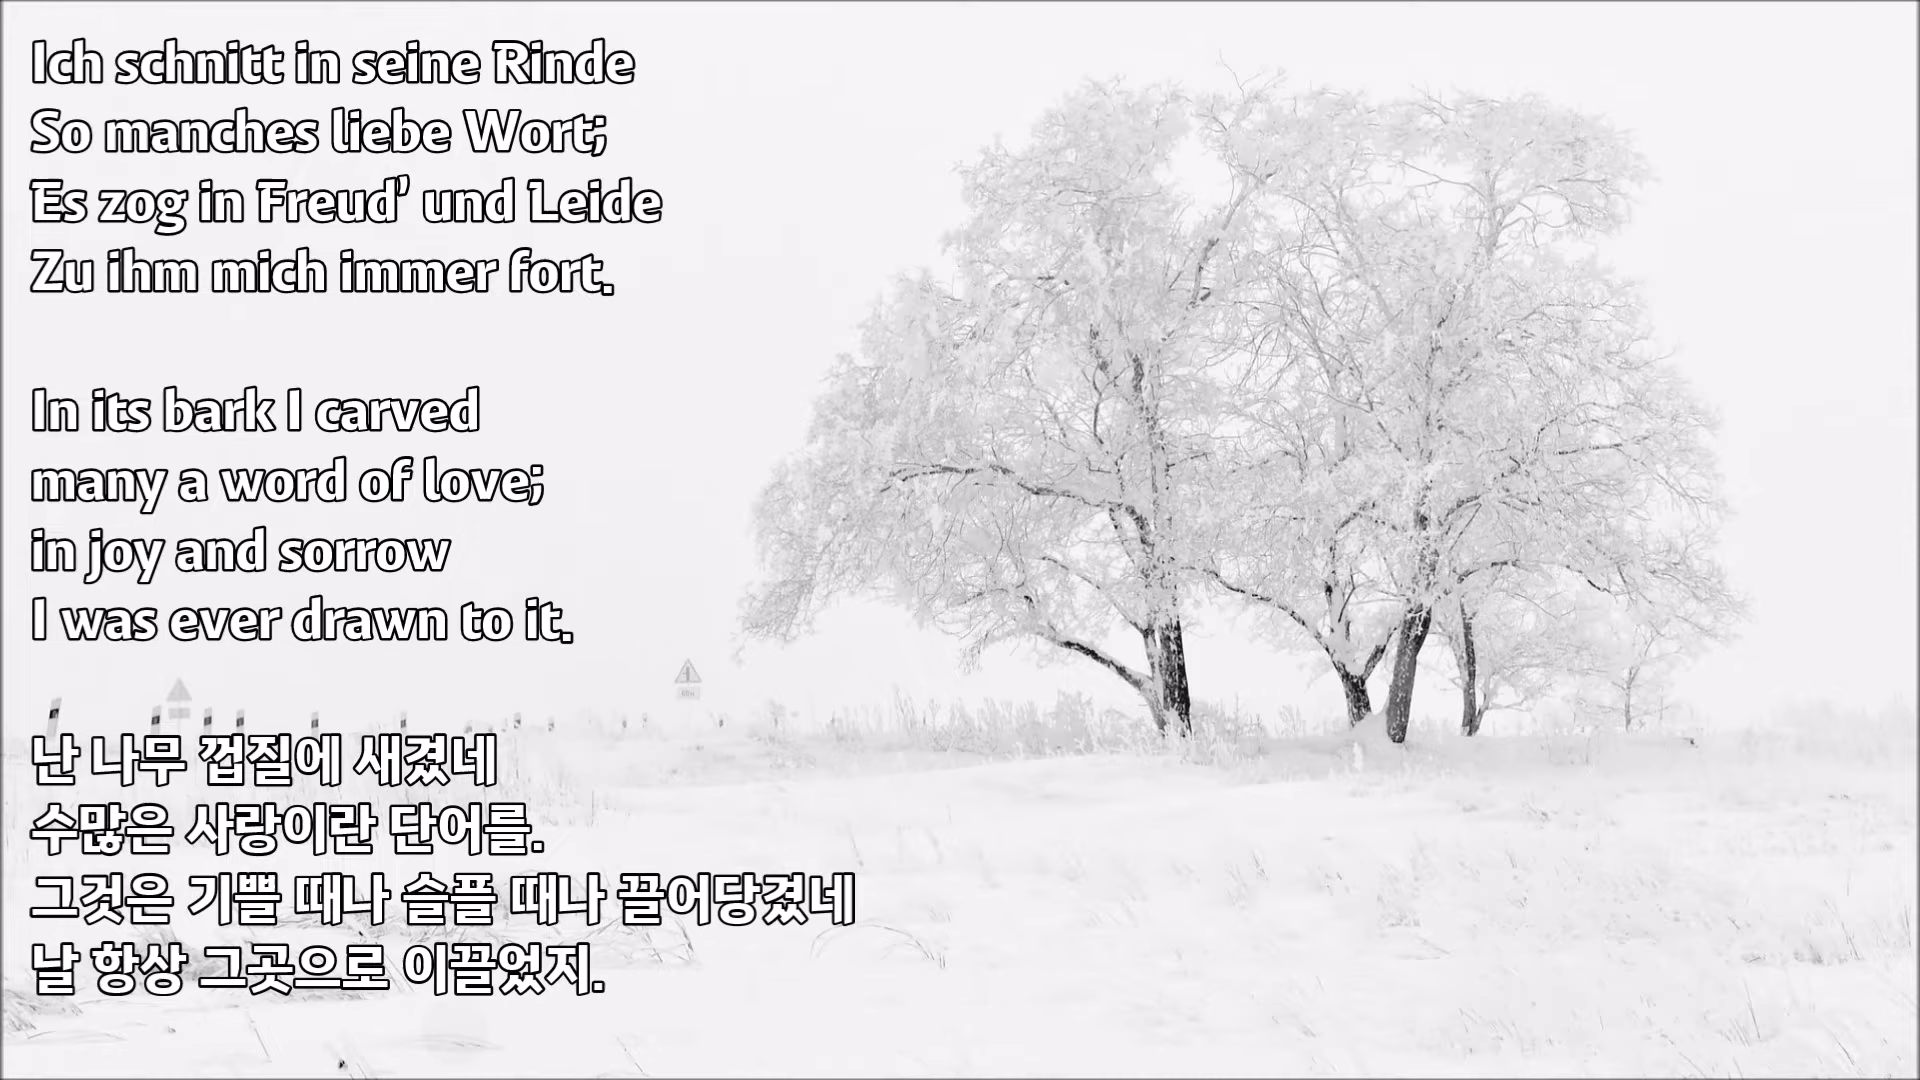 Ich schnitt in seine Rinde
So manches liebe Wort;
Es zog in Freud' und Leide
Zu ihm mich immer fort.
In its bark I carved
many a word of love;
in joy and sorrow
I was ever drawn to it.
난 나무 껍질에 새겼네
수많은 사랑이란 단어를.
그것은 기쁠 때나 슬플 때나 끌어당겼네
날 항상 그곳으로 이끌었지.